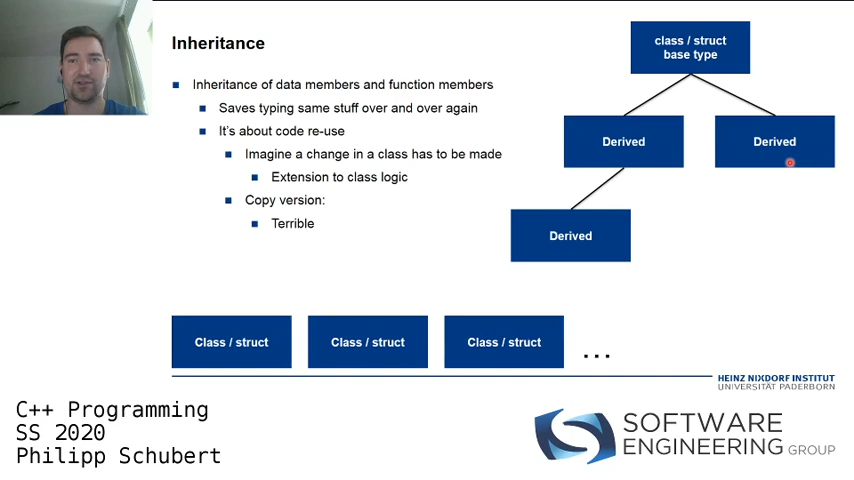 Inheritance
Inheritance of data members and function members
Saves typing same stuff over and over again
It's about code re-use
Imagine a change in a class has to be made
Extension to class logic
Copy version:
Terrible
class / struct
base type
Derived
Derived
Derived
Class / struct
Class / struct
Class / struct
...
HEINZ NIXDORF INSTITUT
UNIVERSITÄT PADERBORN
C++ Programming
SS 2020
Philipp Schubert
SOFTWARE
ENGINEERING GROUP